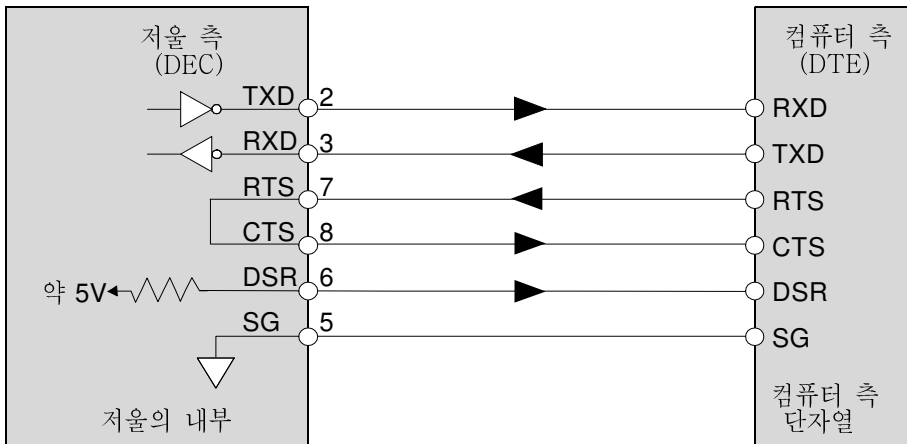 저울 측
(DEC)
컴퓨터 측
(DTE)
TXD 2
RXD
RXD 3
TXD
RTS 7
RTS
CTS 8
CTS
약 5V
DSR 6
DSR
SG 5
SG
저울의 내부
컴퓨터 측
단자열